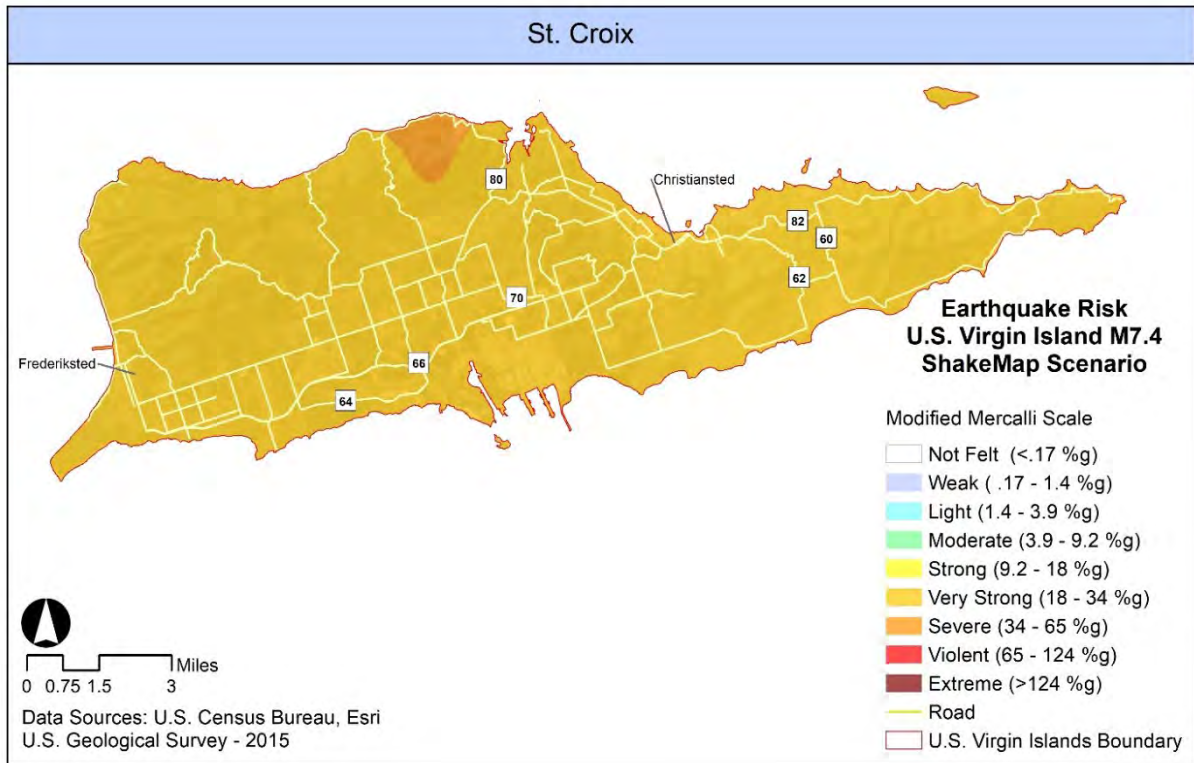 St. Croix
Christiansted
80
82
60
62
70
66
64
Frederiksted
Earthquake Risk
U.S. Virgin Island M7.4
ShakeMap Scenario
Modified Mercalli Scale
Not Felt (<.17 %g)
Weak ( .17 - 1.4 %g)
Light (1.4 - 3.9 %g)
Moderate (3.9 - 9.2 %g)
Strong (9.2 - 18 %g)
Very Strong (18 - 34 %g)
Severe (34 - 65 %g)
Violent (65 - 124 %g)
Extreme (>124 %g)
Road
U.S. Virgin Islands Boundary
Miles
0 0.75 1.5 3
Data Sources: U.S. Census Bureau, Esri
U.S. Geological Survey - 2015